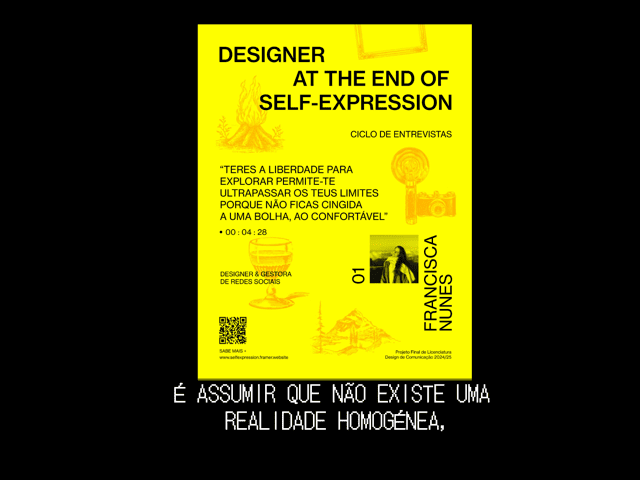 DESIGNER
AT THE END OF
SELF-EXPRESSION
CICLO DE ENTREVISTAS
“TERES A LIBERDADE PARA
EXPLORAR PERMITE-TE
ULTRAPASSAR OS TEUS LIMITES
PORQUE NÃO FICAS CINGIDA
A UMA BOLHA, AO CONFORTÁVEL”
• 00 : 04 : 28
01
FRANCISCA
NUNES
DESIGNER & GESTORA
DE REDES SOCIAIS
SABE MAIS +
www.selfexpression.framer.website
Projeto Final de Licenciatura
Design de Comunicação 2024/25
É ASSUMIR QUE NÃO EXISTE UMA
REALIDADE HOMOGÉNEA,